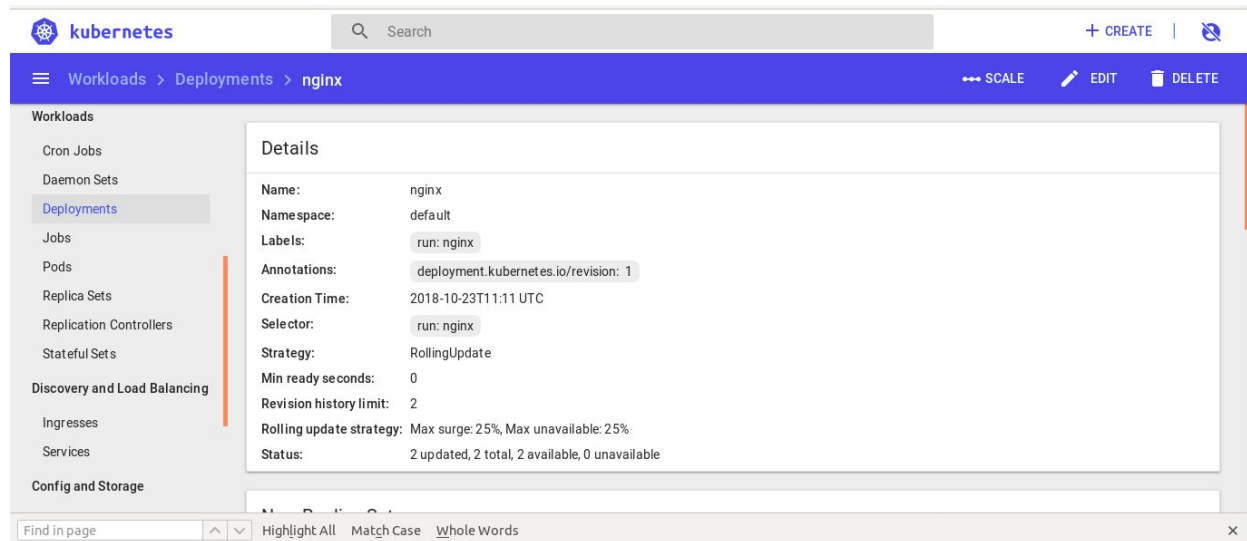 kubernetes
Search
+ CREATE |
Workloads > Deployments > nginx
SCALE EDIT DELETE
Workloads
Cron Jobs
Daemon Sets
Deployments
Jobs
Pods
Replica Sets
Replication Controllers
Stateful Sets
Discovery and Load Balancing
Ingresses
Services
Config and Storage
Details
Name: nginx
Namespace: default
Labels: run: nginx
Annotations: deployment.kubernetes.io/revision: 1
Creation Time: 2018-10-23T11:11 UTC
Selector: run: nginx
Strategy: RollingUpdate
Min ready seconds: 0
Revision history limit: 2
Rolling update strategy: Max surge: 25%, Max unavailable: 25%
Status: 2 updated, 2 total, 2 available, 0 unavailable
Find in page Highlight All Match Case Whole Words